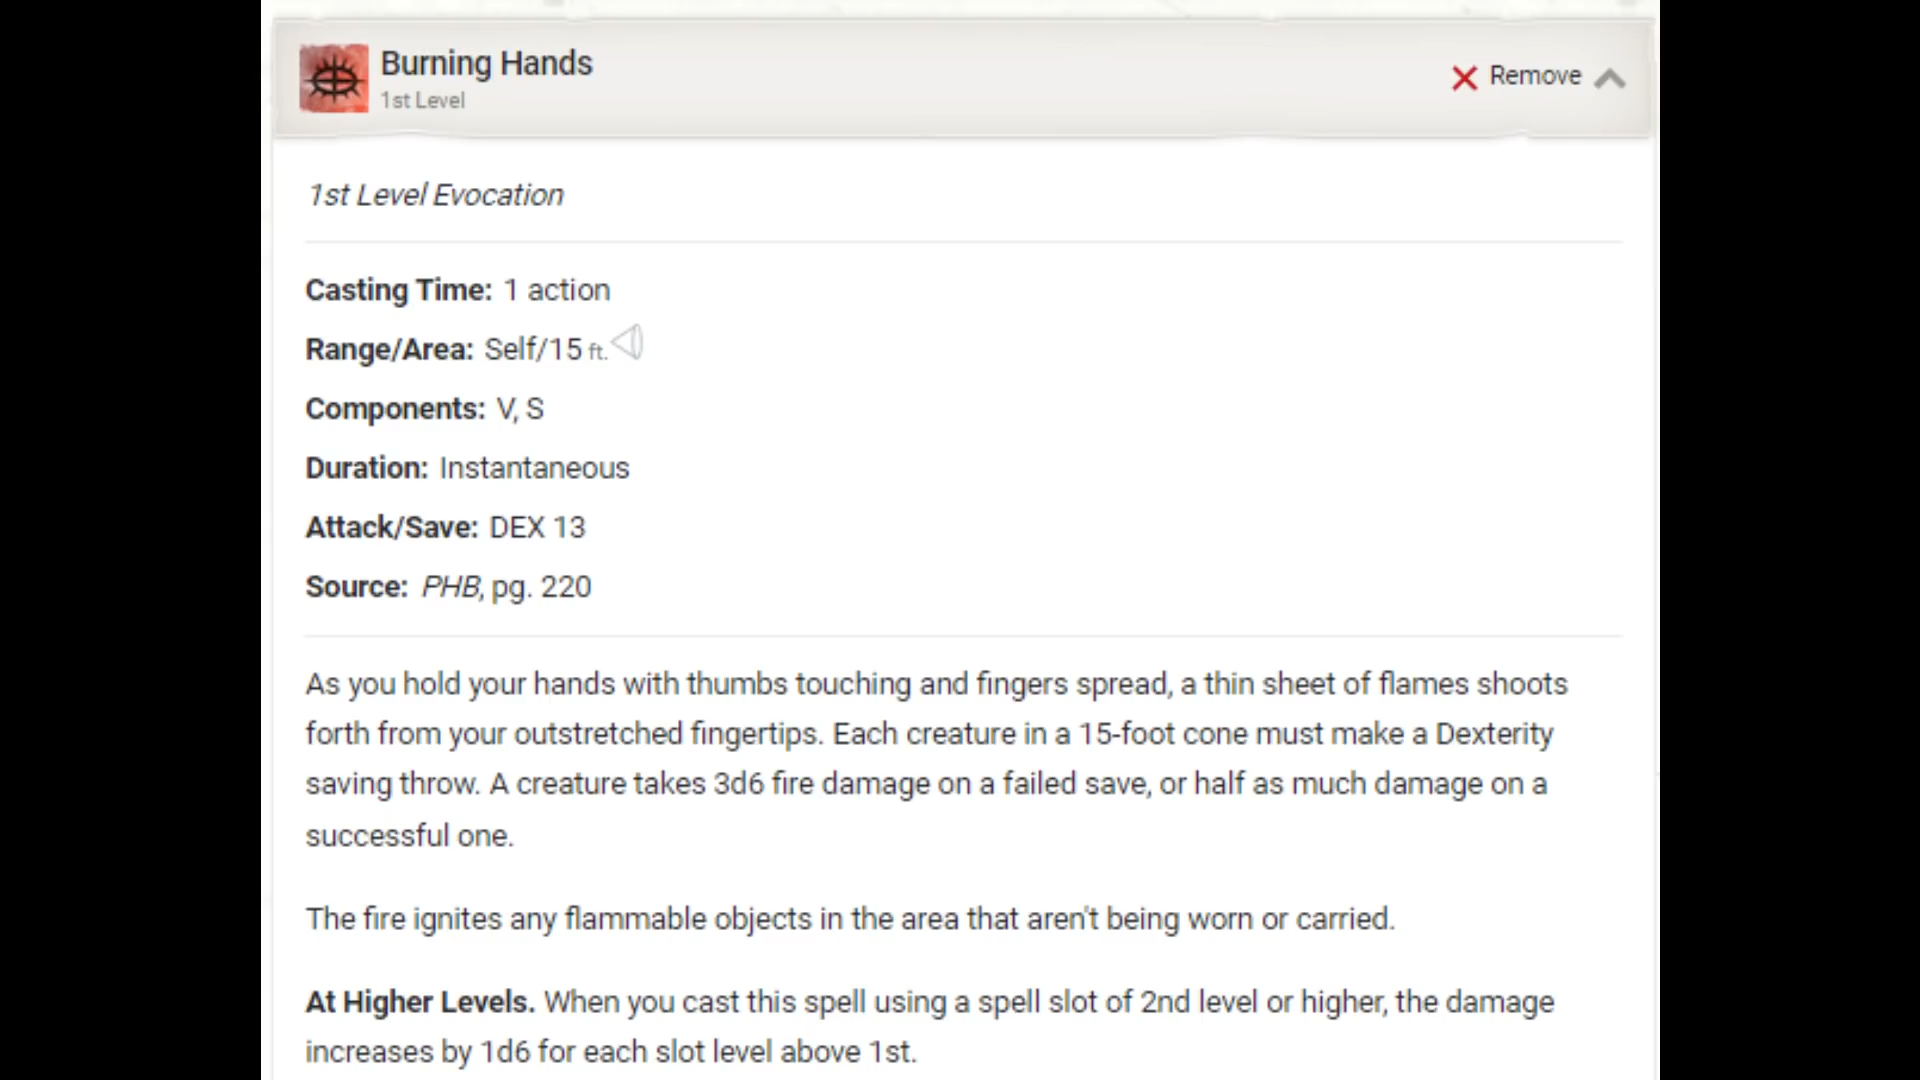 Burning Hands
1st Level
Remove
1st Level Evocation
Casting Time: 1 action
Range/Area: Self/15 ft.
Components: V, S
Duration: Instantaneous
Attack/Save: DEX 13
Source: PHB, pg. 220
As you hold your hands with thumbs touching and fingers spread, a thin sheet of flames shoots
forth from your outstretched fingertips. Each creature in a 15-foot cone must make a Dexterity
saving throw. A creature takes 3d6 fire damage on a failed save, or half as much damage on a
successful one.
The fire ignites any flammable objects in the area that aren't being worn or carried.
At Higher Levels. When you cast this spell using a spell slot of 2nd level or higher, the damage
increases by 1d6 for each slot level above 1st.